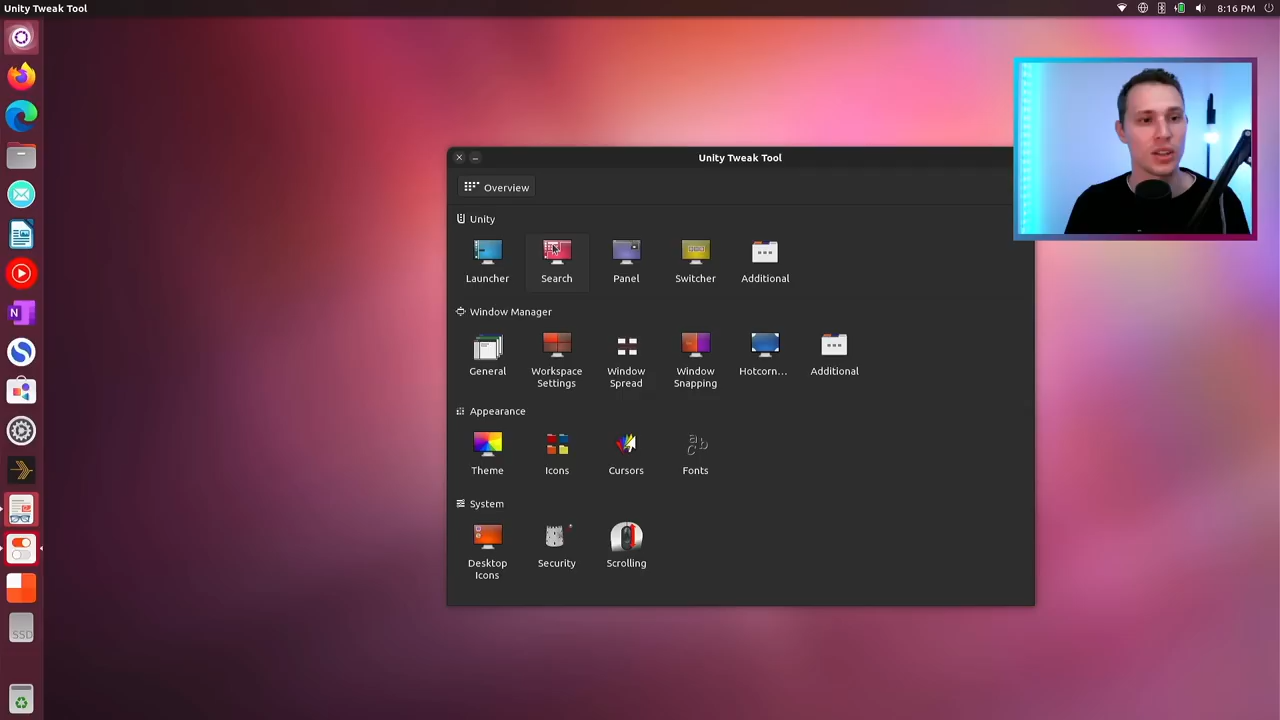 Unity Tweak Tool
8:16 PM
Unity Tweak Tool
Overview
Unity
Launcher
Search
Panel
Switcher
Additional
Window Manager
General
Workspace
Settings
Window
Spread
Window
Snapping
Hotcorn...
Additional
Appearance
Theme
Icons
Cursors
Fonts
System
Desktop
Icons
Security
Scrolling
SSD